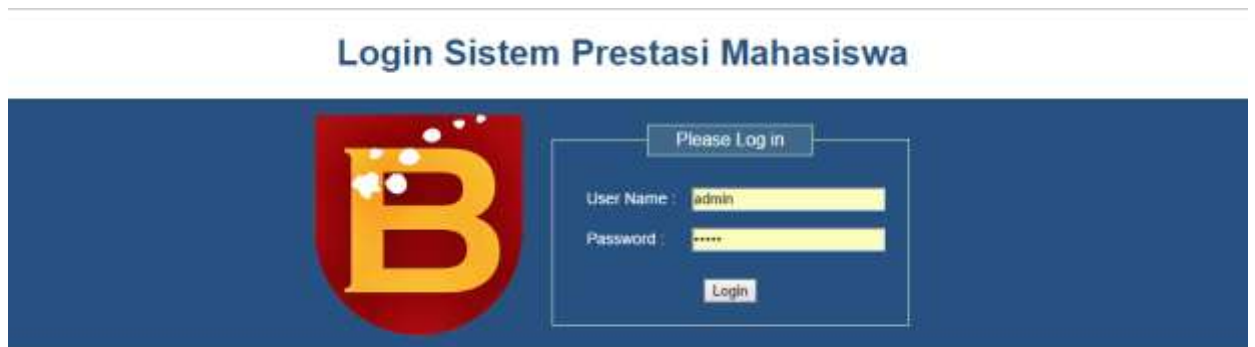 Login Sistem Prestasi Mahasiswa
Please Log in
B
User Name : admin
Password : •••••
Login